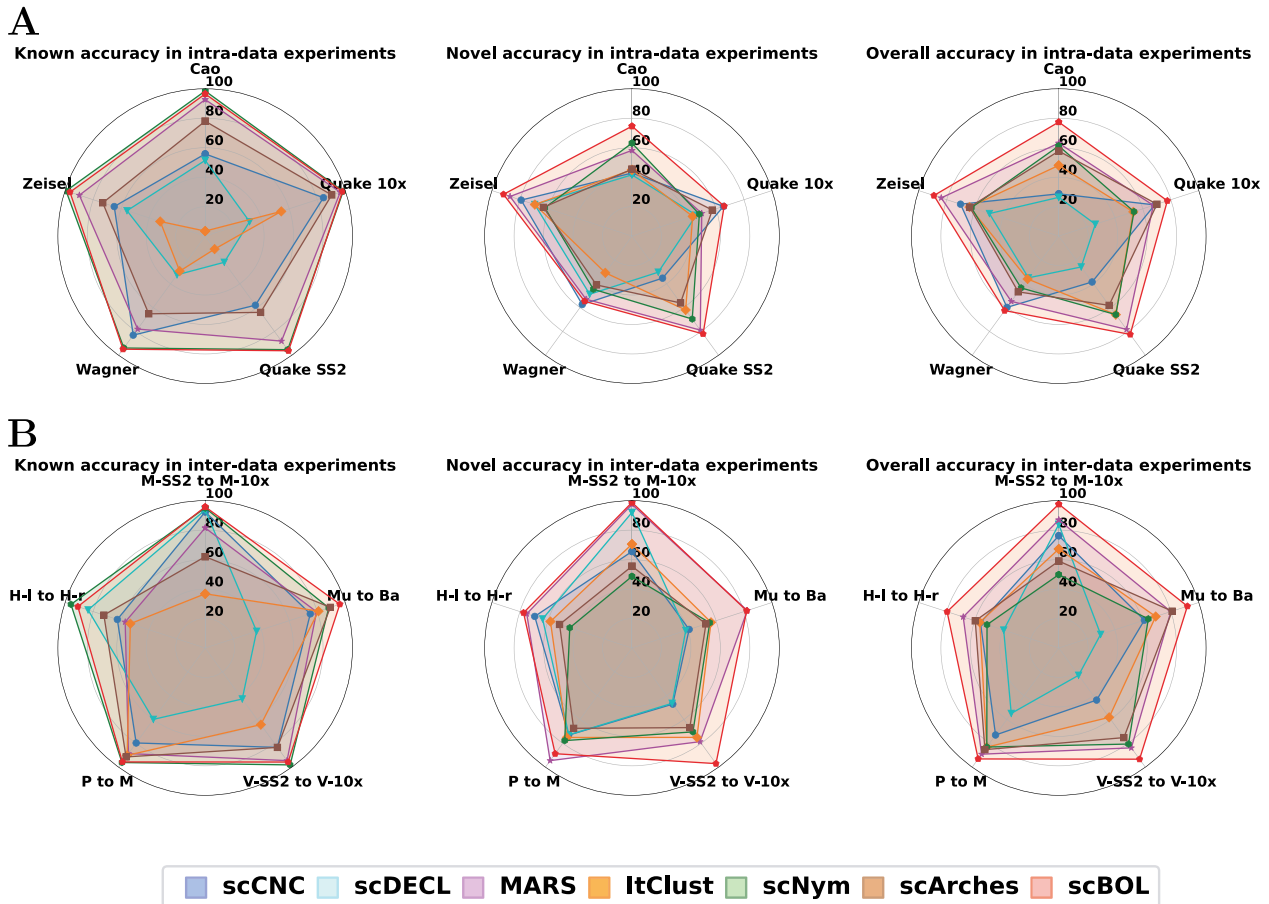 A
Known accuracy in intra-data experiments
Cao
100
80
60
40
20
Quake 10x
Zeisel
Wagner
Quake SS2
Novel accuracy in intra-data experiments
Cao
100
80
60
40
20
Quake 10x
Zeisel
Wagner
Quake SS2
Overall accuracy in intra-data experiments
Cao
100
80
60
40
20
Quake 10x
Zeisel
Wagner
Quake SS2
B
Known accuracy in inter-data experiments
M-SS2 to M-10x
100
80
60
40
20
H-l to H-r
Mu to Ba
P to M
V-SS2 to V-10x
Novel accuracy in inter-data experiments
M-SS2 to M-10x
100
80
60
40
20
H-l to H-r
Mu to Ba
P to M
V-SS2 to V-10x
Overall accuracy in inter-data experiments
M-SS2 to M-10x
100
80
60
40
20
H-l to H-r
Mu to Ba
P to M
V-SS2 to V-10x
scCNC scDECL MARS ItClust scNym scArches scBOL